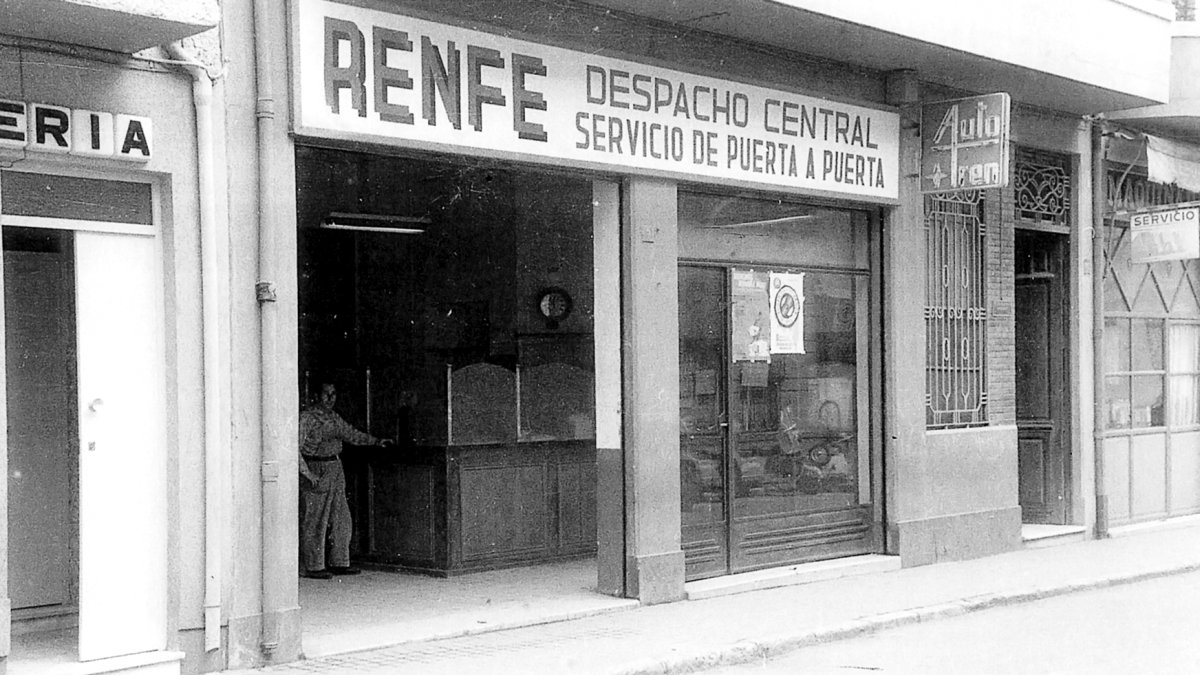 ERIA
RENFE
DESPACHO CENTRAL
SERVICIO DE PUERTA A PUERTA
Auto
tren
SERVICIO